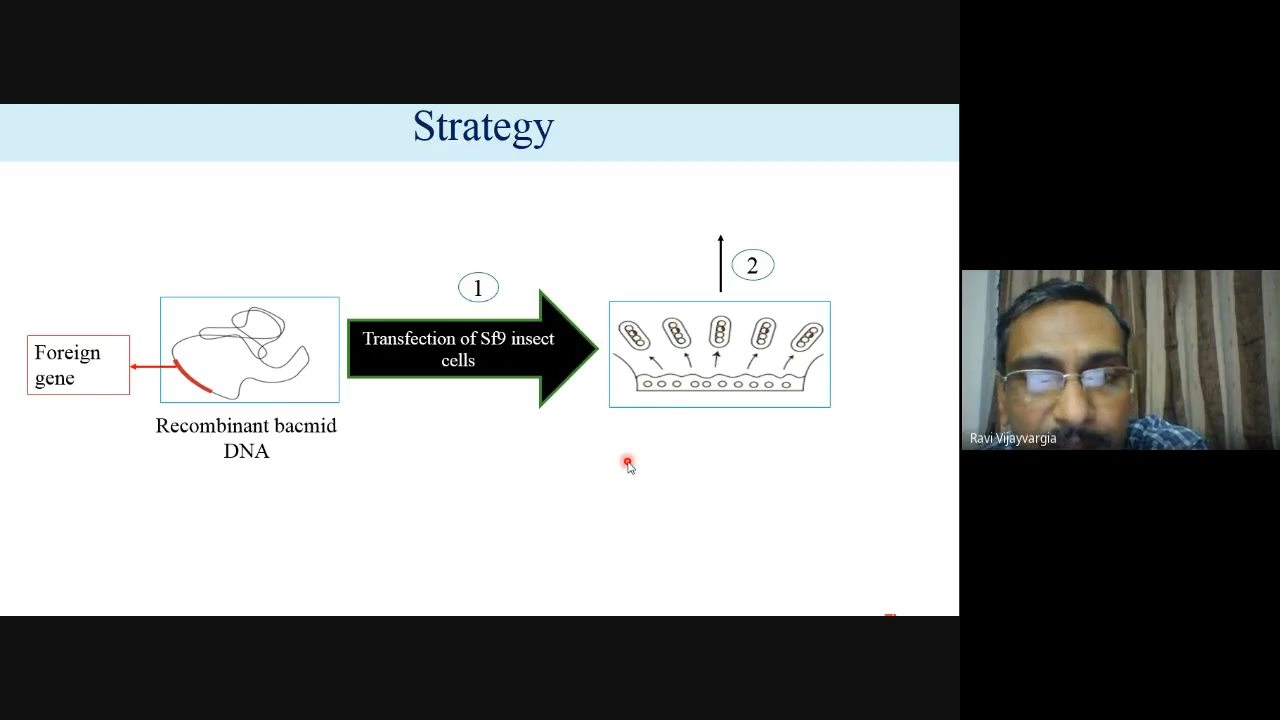 Strategy
2
1
Transfection of Sf9 insect
cells
Foreign
gene
Recombinant bacmid
DNA
Ravi Vijayvargia